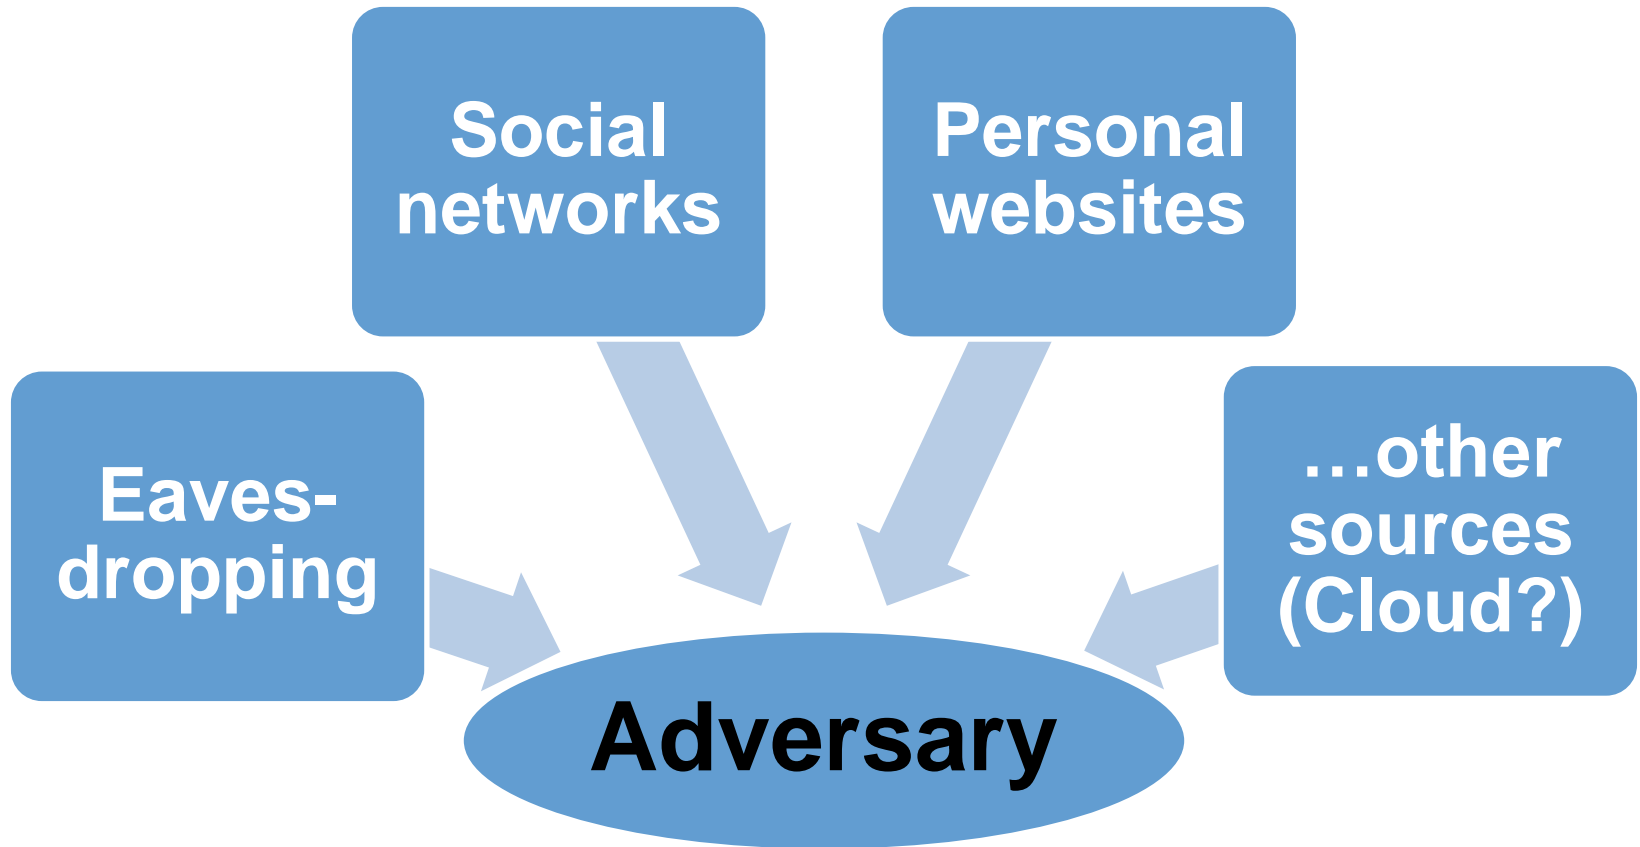 Social
networks
Personal
websites
Eaves-
dropping
…other
sources
(Cloud?)
Adversary